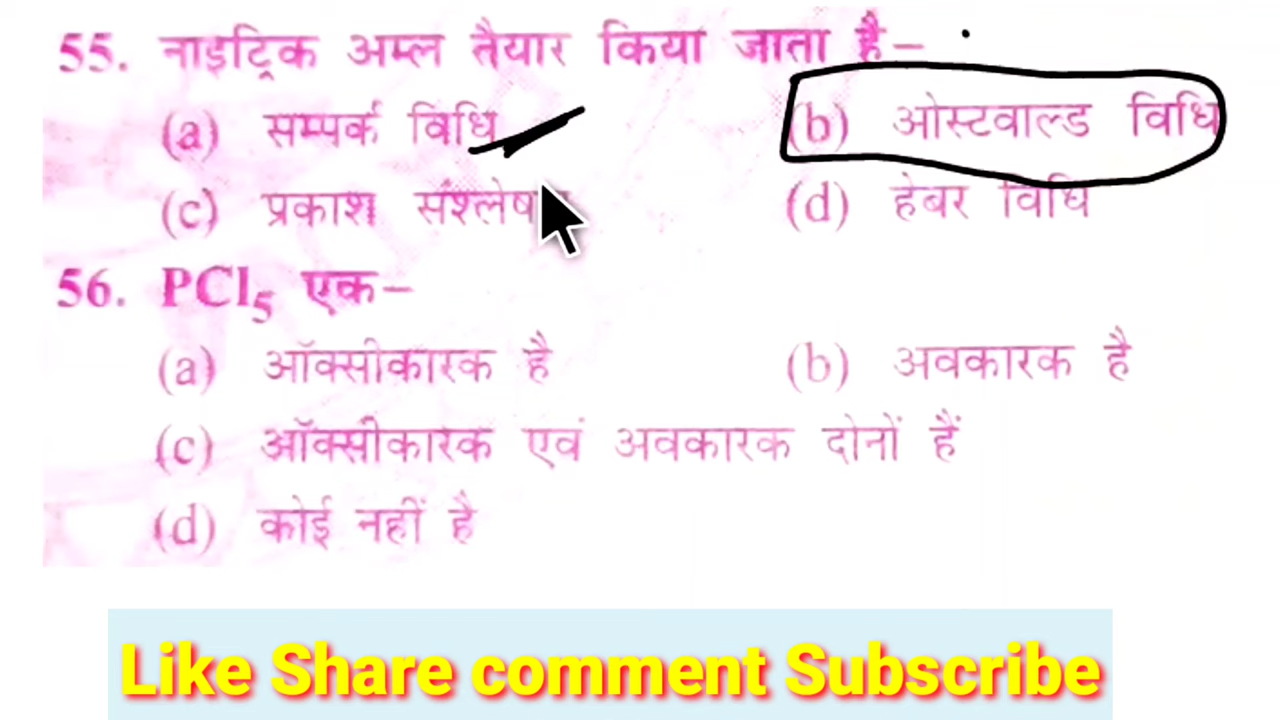 55. नाइट्रिक अम्ल तैयार किया जाता है–
(a) सम्पर्क विधि (b) ओस्टवाल्ड विधि
(c) प्रकाश (d) हेबर विधि
56. PCl₅ एक–
(a) ऑक्सीकारक है (b) अवकारक है
(c) ऑक्सीकारक एवं अवकारक दोनों हैं
(d) कोई नहीं है
Like Share comment Subscribe